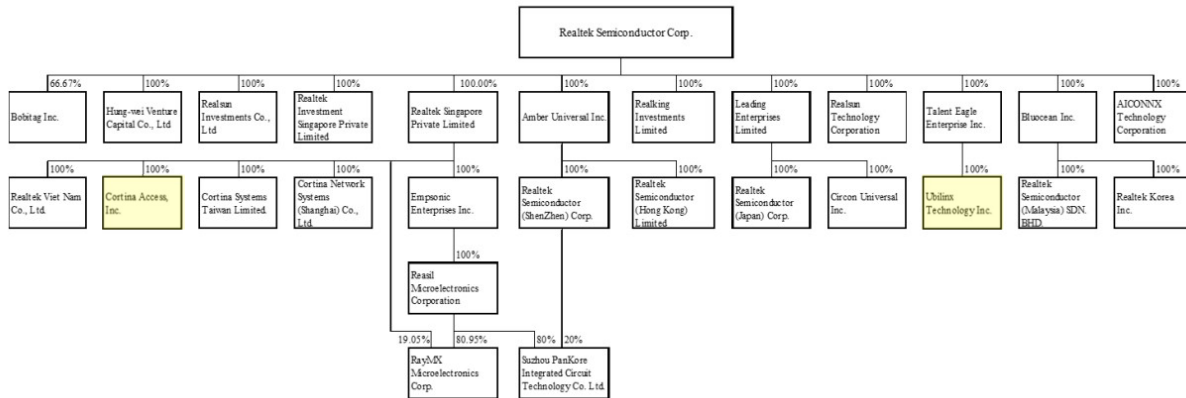 Realtek Semiconductor Corp.
66.67%
100%
100%
100%
100.00%
100%
100%
100%
100%
100%
100%
100%
Bobitag Inc.
Hung-wei Venture
Capital Co., Ltd
Realsun
Investments Co.,
Ltd
Realtek
Investment
Singapore Private
Limited
Realtek Singapore
Private Limited
Amber Universal Inc.
Realking
Investments
Limited
Leading
Enterprises
Limited
Realsun
Technology
Corporation
Talent Eagle
Enterprise Inc.
Bluocean Inc.
AICONNX
Technology
Corporation
100%
100%
100%
100%
100%
100%
100%
100%
100%
100%
100%
100%
Realtek Viet Nam
Co., Ltd.
Cortina Access,
Inc.
Cortina Systems
Taiwan Limited.
Cortina Network
Systems
(Shanghai) Co.,
Ltd.
Empsonic
Enterprises Inc.
Realtek
Semiconductor
(ShenZhen) Corp.
Realtek
Semiconductor
(Hong Kong)
Limited
Realtek
Semiconductor
(Japan) Corp.
Circon Universal
Inc.
Ubilinx
Technology Inc.
Realtek
Semiconductor
(Malaysia) SDN.
BHD.
Realtek Korea
Inc.
100%
Reasil
Microelectronics
Corporation
19.05%
80.95%
80%
20%
RayMX
Microelectronics
Corp.
Suzhou PanKore
Integrated Circuit
Technology Co. Ltd.